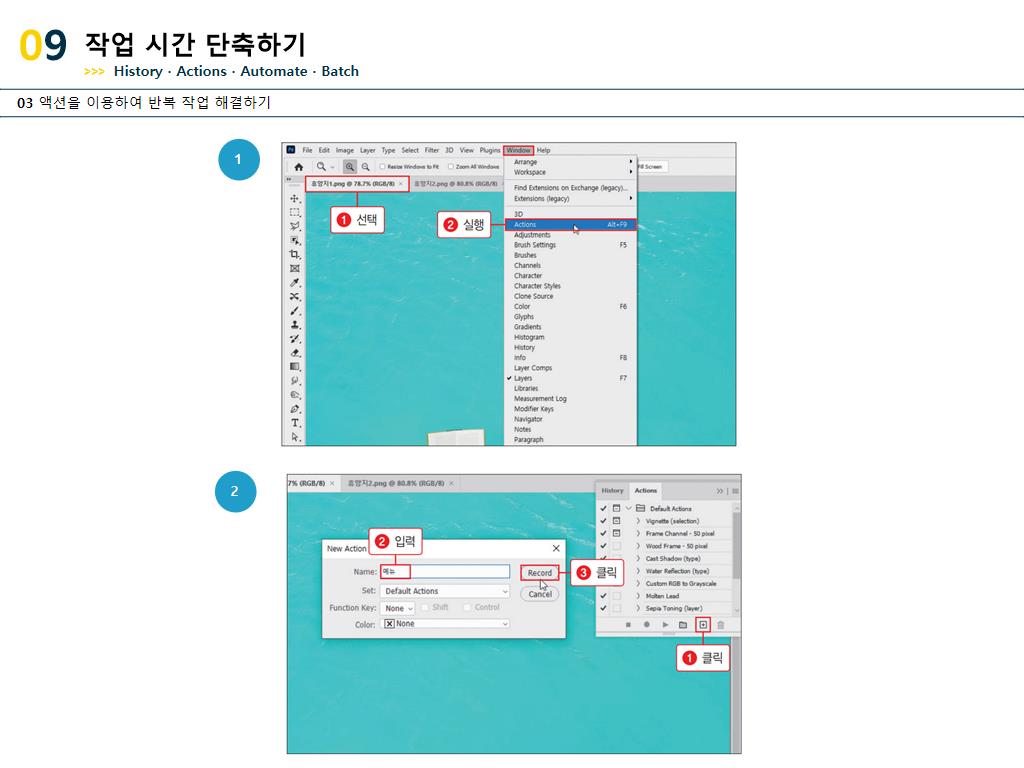 09 작업 시간 단축하기
>>> History · Actions · Automate · Batch
03 액션을 이용하여 반복 작업 해결하기
1
Ps File Edit Image Layer Type Select Filter 3D View Plugins Window Help
Resize Windows to Fit Zoom All Windows Fill Screen
휴양지1.png @ 78.7% (RGB/8) × 휴양지2.png @ 80.8% (RGB/8)
1 선택
2 실행
Arrange
Workspace
Find Extensions on Exchange (legacy)...
Extensions (legacy)
3D
Actions Alt+F9
Adjustments
Brush Settings F5
Brushes
Channels
Character
Character Styles
Clone Source
Color F6
Glyphs
Gradients
Histogram
History
Info F8
Layer Comps
Layers F7
Libraries
Measurement Log
Modifier Keys
Navigator
Notes
Paragraph
2
7% (RGB/8) × 휴양지2.png @ 80.8% (RGB/8) ×
New Action
2 입력
Name: 메뉴
Record
3 클릭
Set: Default Actions
Cancel
Function Key: None Shift Control
Color: None
History Actions
Default Actions
Vignette (selection)
Frame Channel - 50 pixel
Wood Frame - 50 pixel
Cast Shadow (type)
Water Reflection (type)
Custom RGB to Grayscale
Molten Lead
Sepia Toning (layer)
1 클릭